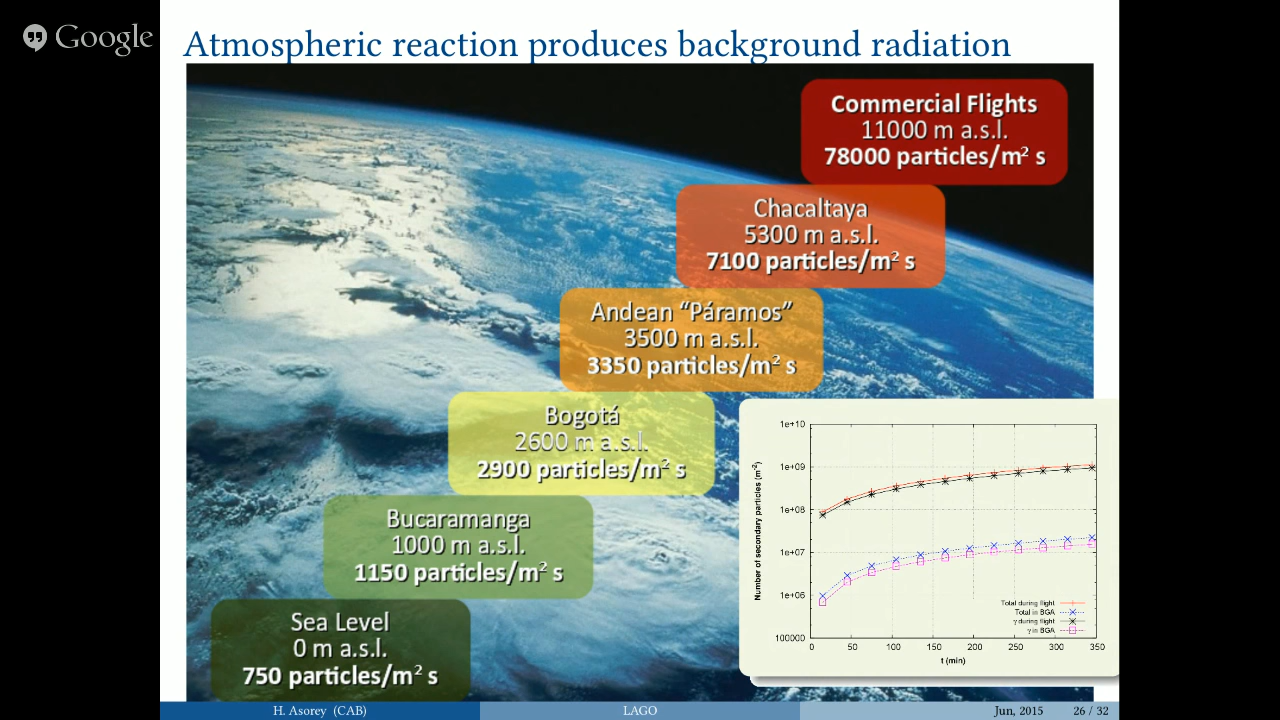 Google
Atmospheric reaction produces background radiation
Commercial Flights
11000 m a.s.l.
78000 particles/m² s
Chacaltaya
5300 m a.s.l.
7100 particles/m² s
Andean “Páramos”
3500 m a.s.l.
3350 particles/m² s
Bogotá
2600 m a.s.l.
2900 particles/m² s
Bucaramanga
1000 m a.s.l.
1150 particles/m² s
Sea Level
0 m a.s.l.
750 particles/m² s
Number of secondary particles (m⁻²)
1e+10
1e+09
1e+08
1e+07
1e+06
100000
0 50 100 150 200 250 300 350
t (min)
Total during flight
Total in BGA
γ during flight
γ in BGA
H. Asorey (CAB) LAGO Jun, 2015 26 / 32